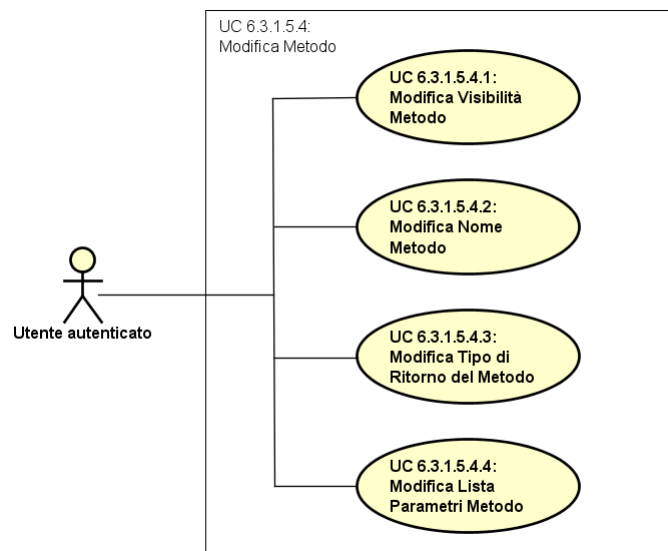 UC 6.3.1.5.4:
Modifica Metodo
UC 6.3.1.5.4.1:
Modifica Visibilità
Metodo
UC 6.3.1.5.4.2:
Modifica Nome
Metodo
Utente autenticato
UC 6.3.1.5.4.3:
Modifica Tipo di
Ritorno del Metodo
UC 6.3.1.5.4.4:
Modifica Lista
Parametri Metodo